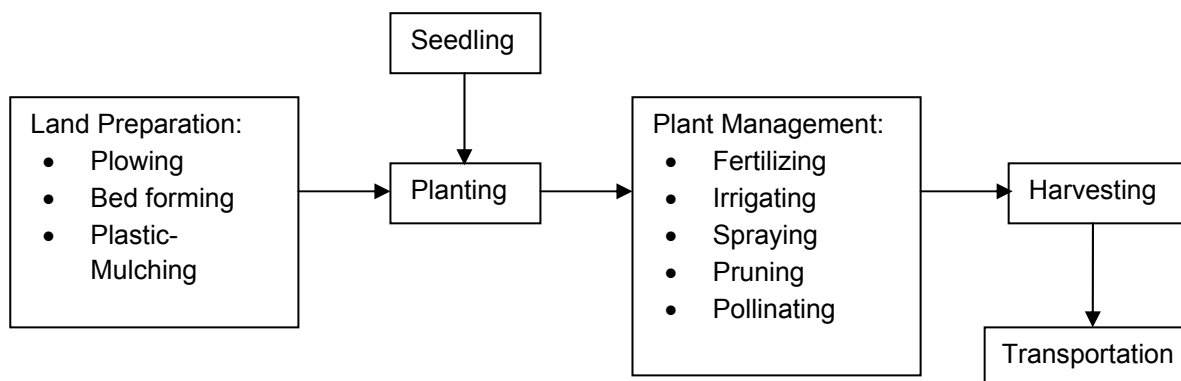 Seedling
Land Preparation:
• Plowing
• Bed forming
• Plastic-
Mulching
Planting
Plant Management:
• Fertilizing
• Irrigating
• Spraying
• Pruning
• Pollinating
Harvesting
Transportation